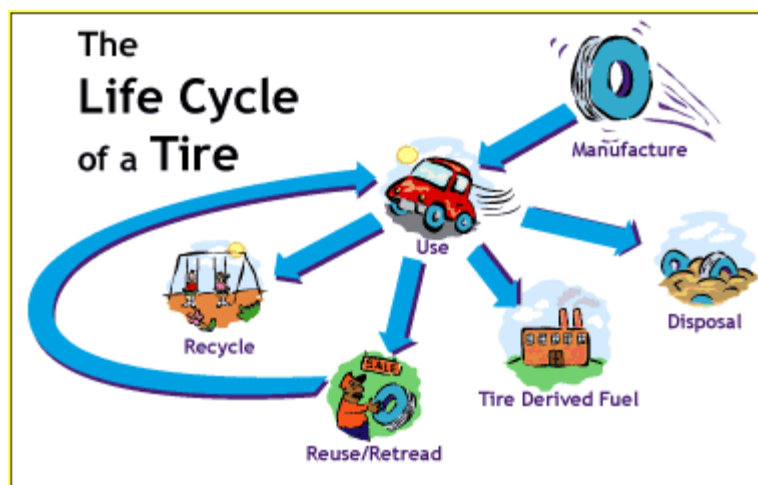 The
Life Cycle
of a Tire
Manufacture
Use
Recycle
Disposal
SALE
Tire Derived Fuel
Reuse/Retread